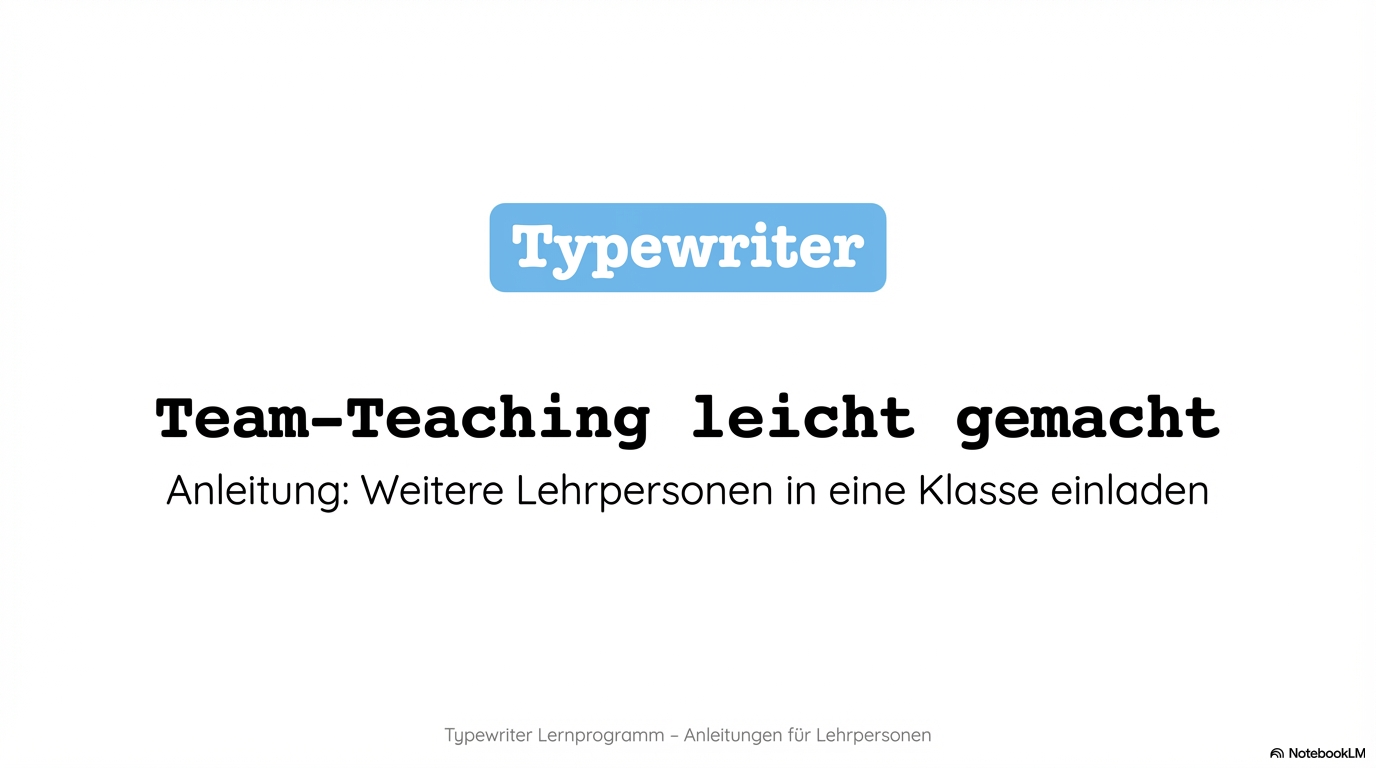 Typewriter
Team-Teaching leicht gemacht
Anleitung: Weitere Lehrpersonen in eine Klasse einladen
Typewriter Lernprogramm – Anleitungen für Lehrpersonen
NotebookLM